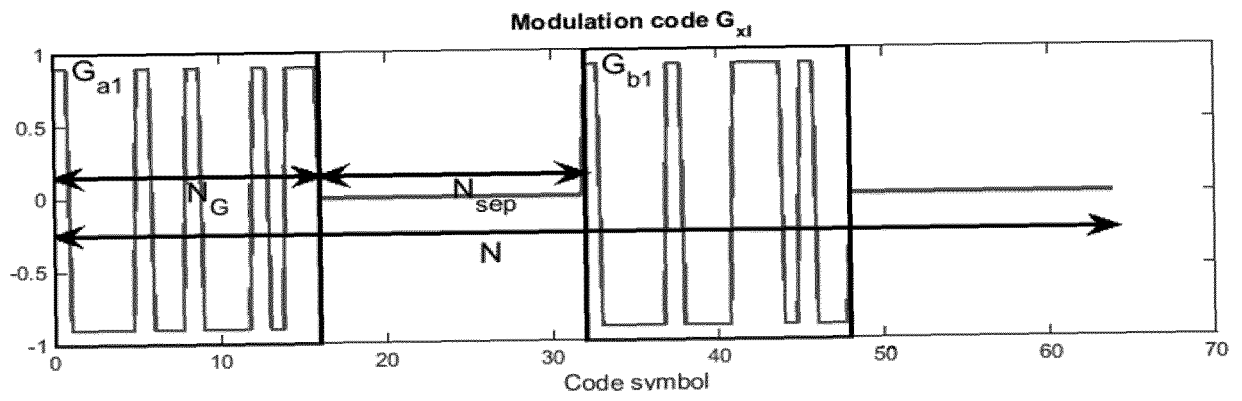 Modulation code G_xl
1
G_a1
G_b1
0.5
N_G
N_sep
0
N
-0.5
-1
0 10 20 30 40 50 60 70
Code symbol